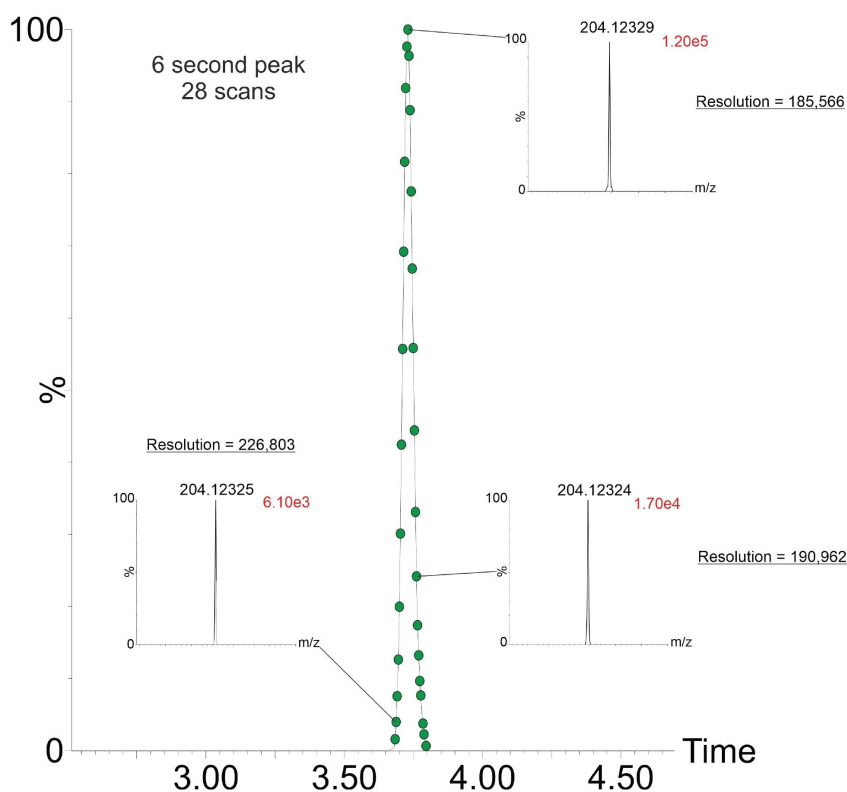 100
6 second peak
28 scans
%
0
3.00
3.50
4.00
4.50
Time
204.12329
1.20e5
100
%
0
m/z
Resolution = 185,566
Resolution = 226,803
204.12325
6.10e3
100
%
0
m/z
204.12324
1.70e4
100
%
0
m/z
Resolution = 190,962